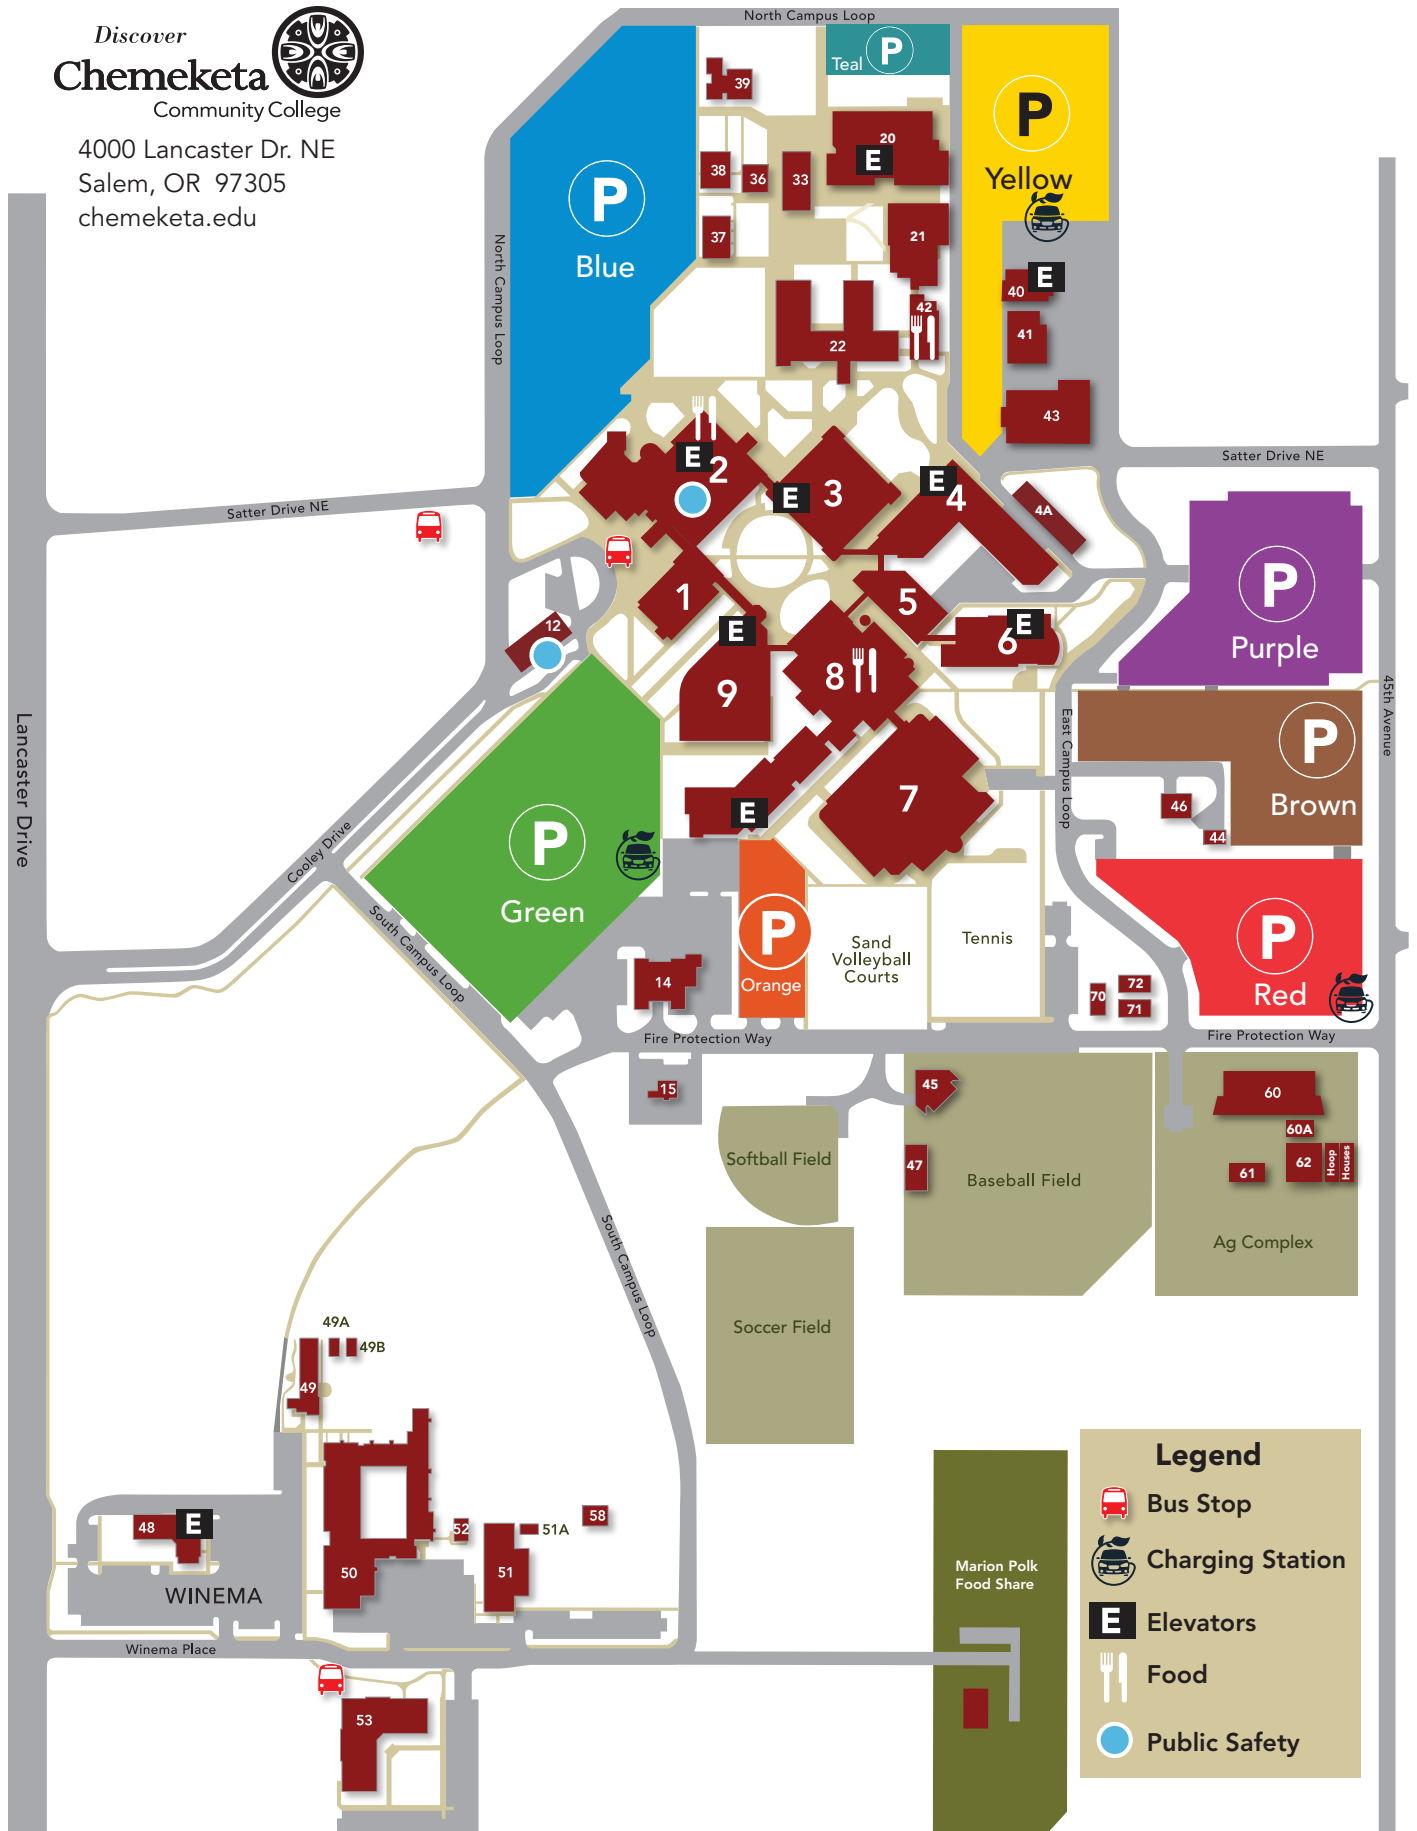 Discover
Chemeketa
Community College
4000 Lancaster Dr. NE
Salem, OR 97305
chemeketa.edu
North Campus Loop
P
Teal
P
Yellow
P
Blue
North Campus Loop
39
38
36
33
37
20
E
21
42
22
40
E
41
43
Satter Drive NE
Satter Drive NE
E
2
E
3
E
4
4A
1
5
6
E
12
E
9
8
7
E
P
Purple
P
Brown
46
44
P
Red
45th Avenue
East Campus Loop
Lancaster Drive
Cooley Drive
South Campus Loop
P
Green
P
Orange
14
Sand
Volleyball
Courts
Tennis
70
72
71
Fire Protection Way
Fire Protection Way
15
45
47
Softball Field
Baseball Field
Soccer Field
60
60A
61
62
Hoop
Houses
Ag Complex
South Campus Loop
49A
49B
49
48
E
WINEMA
50
52
51
51A
58
Winema Place
53
Marion Polk
Food Share
Legend
Bus Stop
Charging Station
E
Elevators
Food
Public Safety